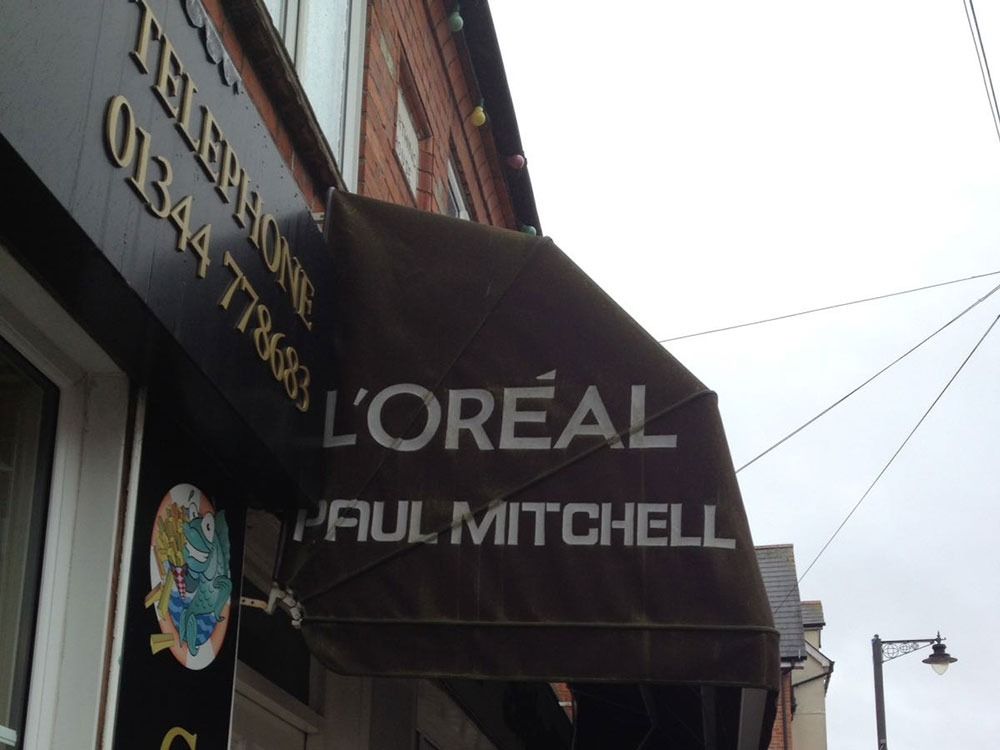 TELEPHONE
01344 778683
L'ORÉAL
PAUL MITCHELL